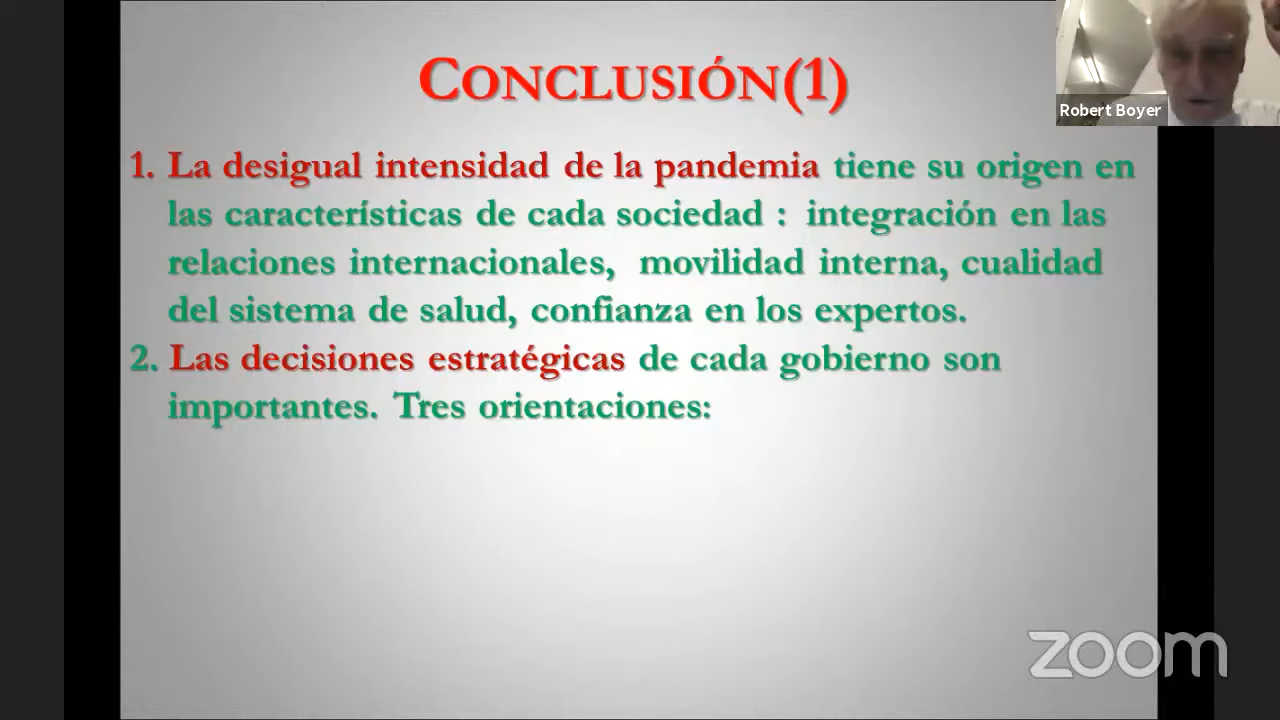 CONCLUSIÓN(1)
Robert Boyer
1. La desigual intensidad de la pandemia tiene su origen en
las características de cada sociedad : integración en las
relaciones internacionales, movilidad interna, cualidad
del sistema de salud, confianza en los expertos.
2. Las decisiones estratégicas de cada gobierno son
importantes. Tres orientaciones:
zoom